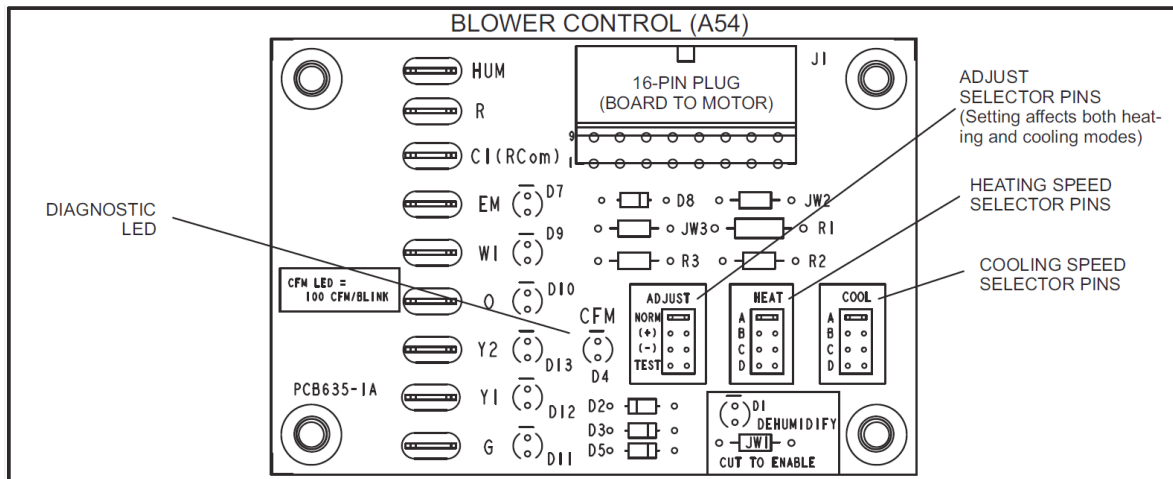 BLOWER CONTROL (A54)
HUM
J1
16-PIN PLUG
(BOARD TO MOTOR)
ADJUST
SELECTOR PINS
(Setting affects both heat-
ing and cooling modes)
R
9
C1(RCom)
1
EM
D7
D8
JW2
HEATING SPEED
SELECTOR PINS
DIAGNOSTIC
LED
W1
D9
JW3
R1
R3
R2
COOLING SPEED
SELECTOR PINS
CFM LED =
100 CFM/BLINK
O
D10
CFM
ADJUST
NORM
(+)
(-)
TEST
HEAT
A
B
C
D
COOL
A
B
C
D
Y2
D13
D4
PCB635-1A
Y1
D12
D2
D3
D5
D1
DEHUMIDIFY
JW1
CUT TO ENABLE
G
D11